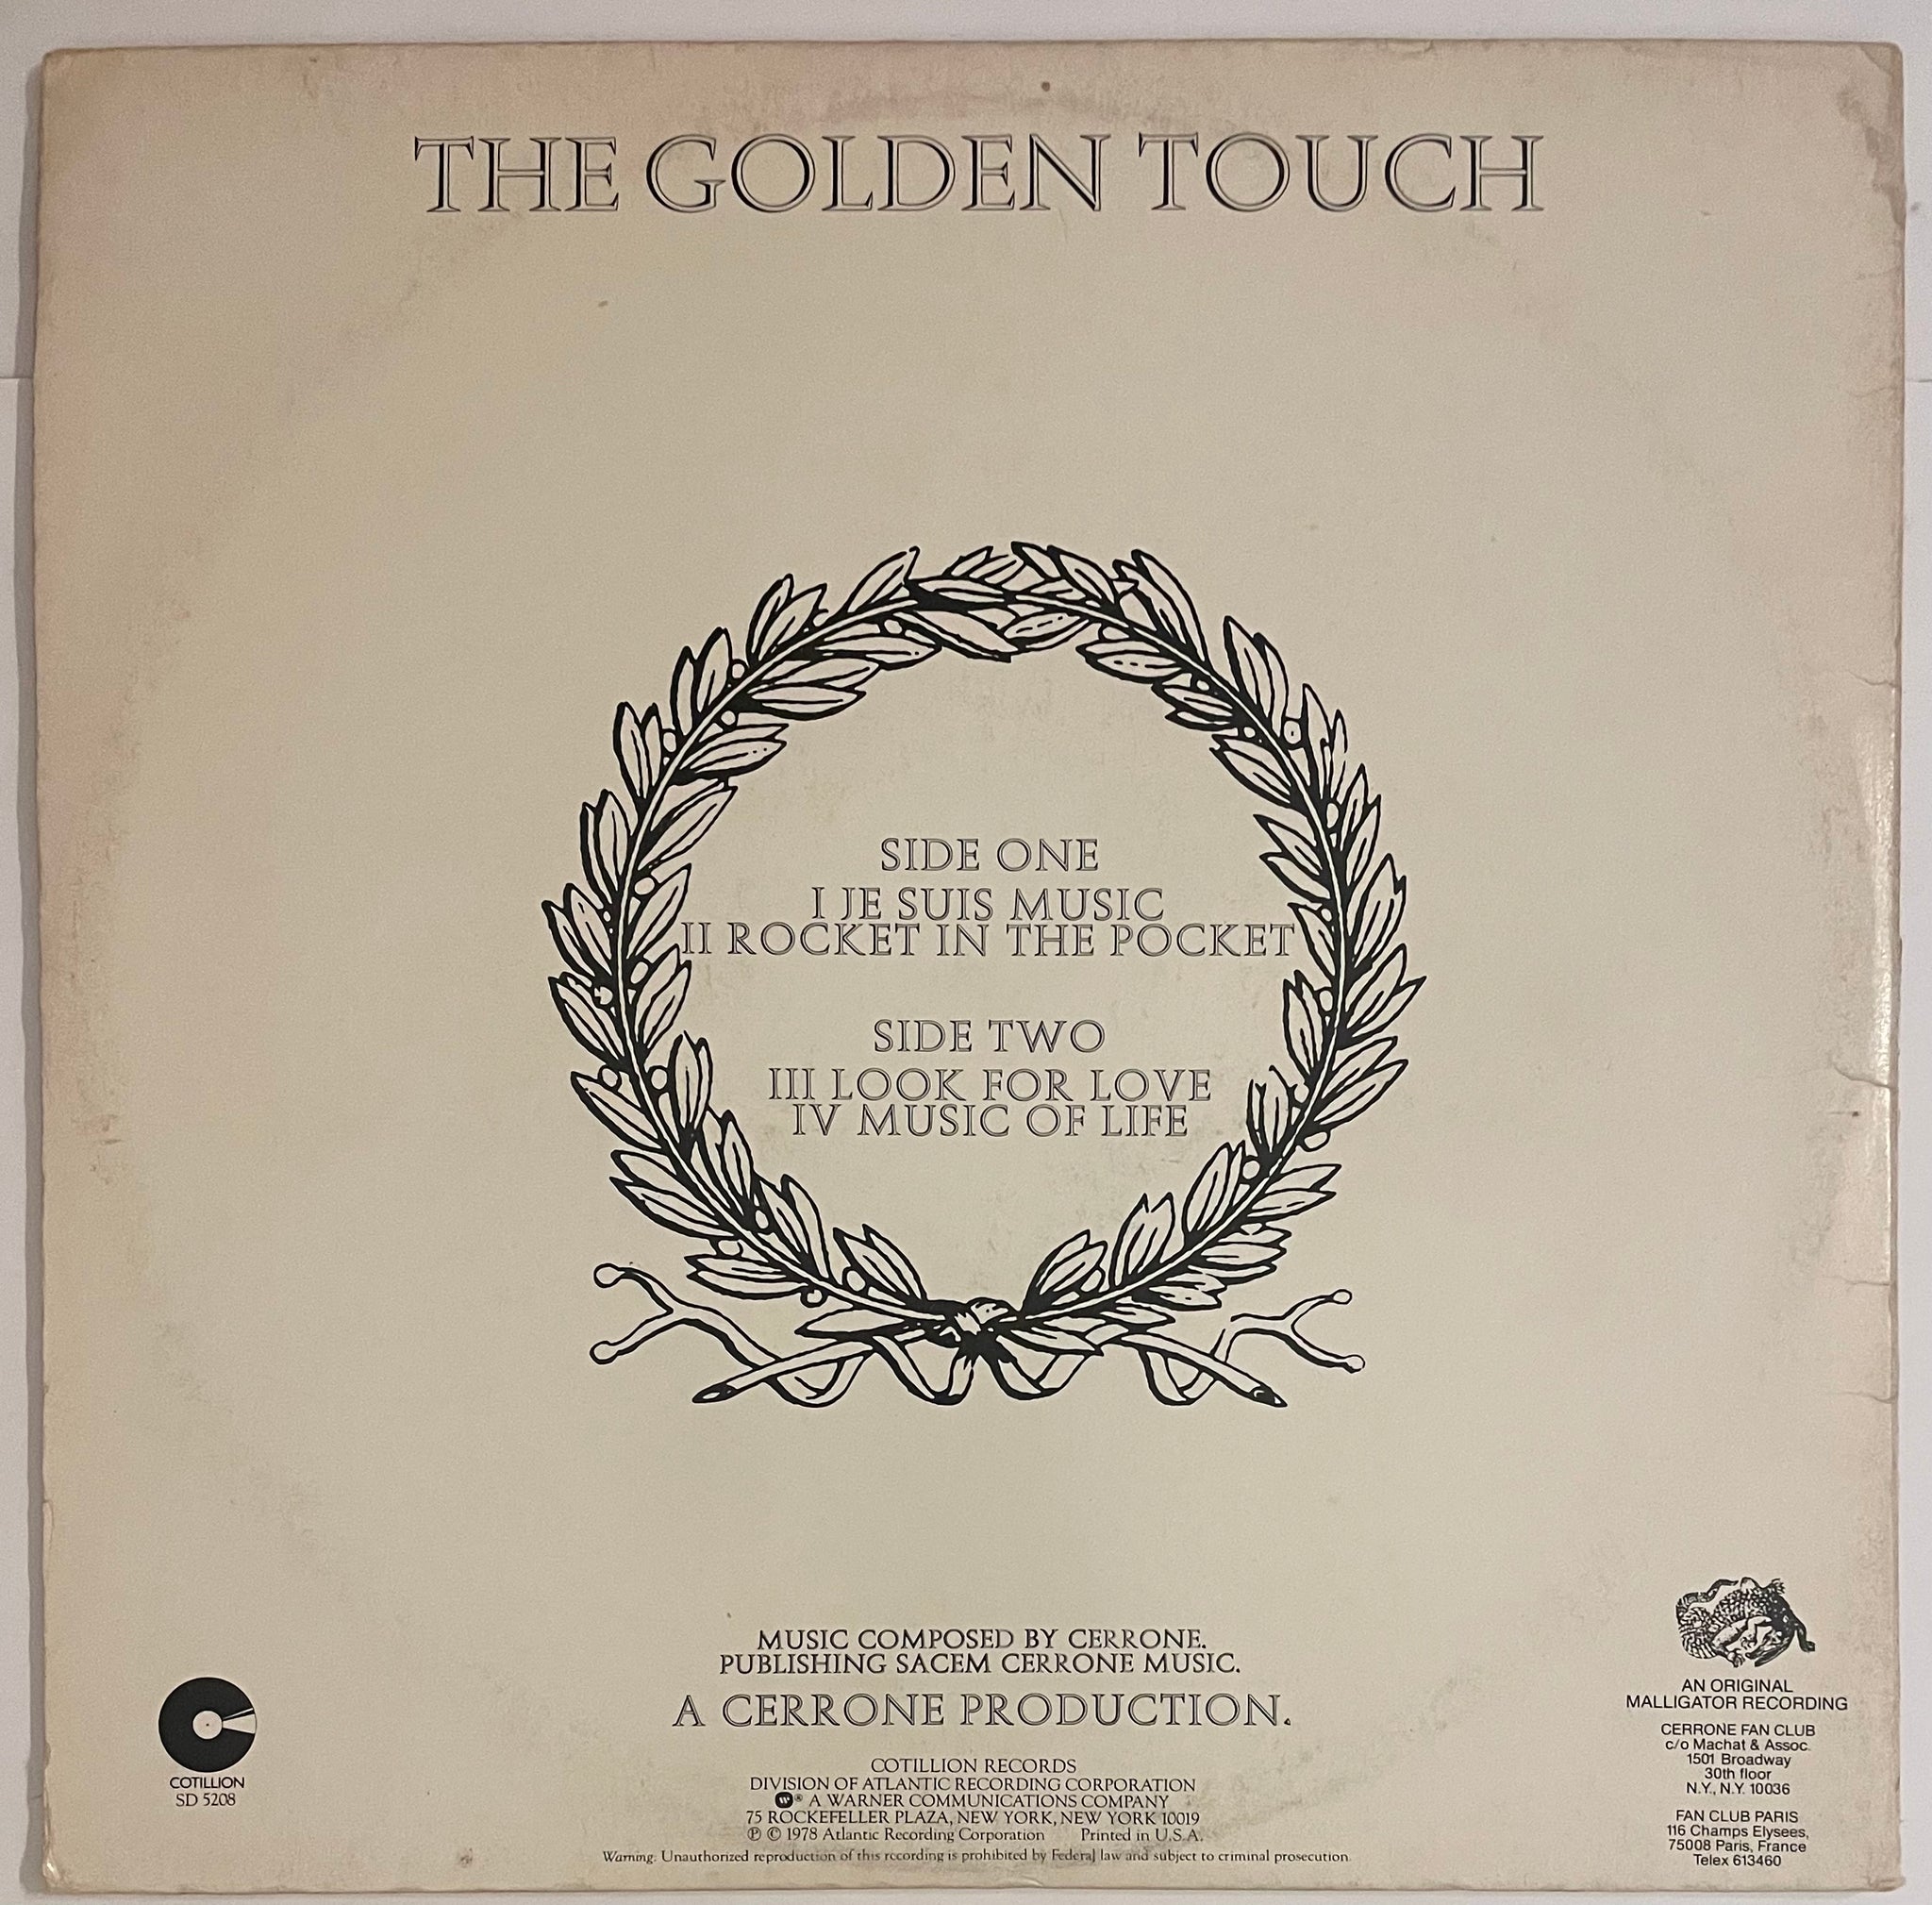 THE GOLDEN TOUCH
SIDE ONE
I JE SUIS MUSIC
II ROCKET IN THE POCKET
SIDE TWO
III LOOK FOR LOVE
IV MUSIC OF LIFE
MUSIC COMPOSED BY CERRONE.
PUBLISHING SACEM CERRONE MUSIC.
A CERRONE PRODUCTION.
COTILLION RECORDS
DIVISION OF ATLANTIC RECORDING CORPORATION
W® A WARNER COMMUNICATIONS COMPANY
75 ROCKEFELLER PLAZA, NEW YORK, NEW YORK 10019
℗ © 1978 Atlantic Recording Corporation Printed in U.S.A.
Warning: Unauthorized reproduction of this recording is prohibited by Federal law and subject to criminal prosecution.
COTILLION
SD 5208
AN ORIGINAL
MALLIGATOR RECORDING
CERRONE FAN CLUB
c/o Machat & Assoc.
1501 Broadway
30th floor
N.Y., N.Y. 10036
FAN CLUB PARIS
116 Champs Elysees,
75008 Paris, France
Telex 613460